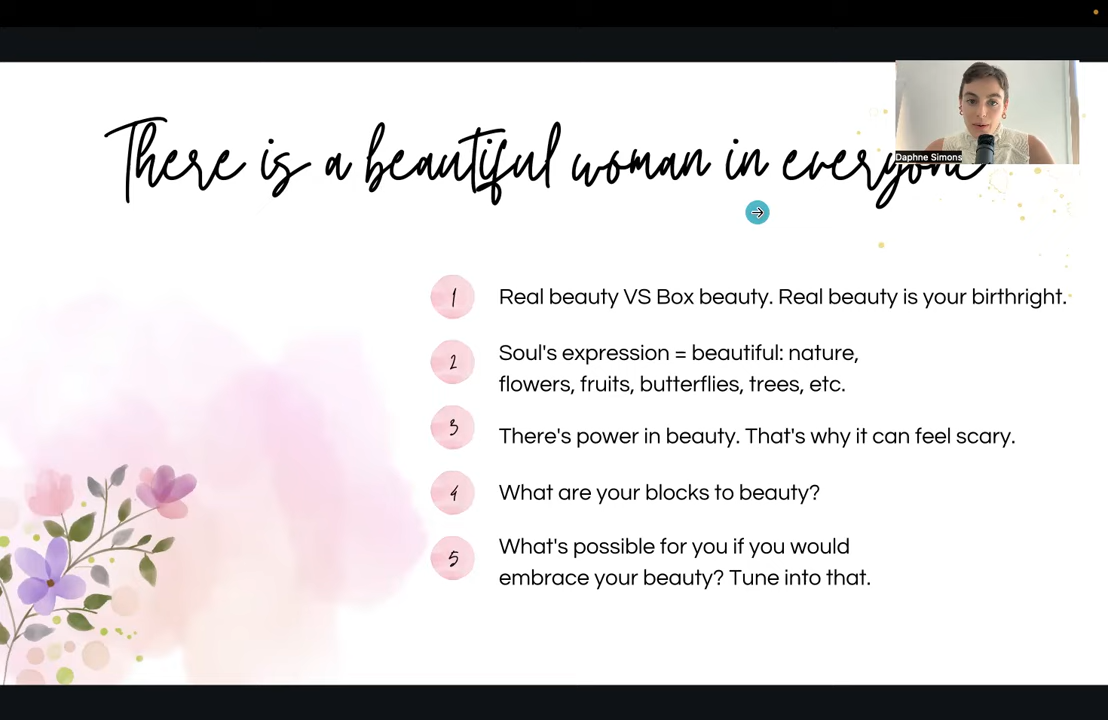 There is a beautiful woman in everyone
Daphne Simons
1 Real beauty VS Box beauty. Real beauty is your birthright.
2 Soul's expression = beautiful: nature,
flowers, fruits, butterflies, trees, etc.
3 There's power in beauty. That's why it can feel scary.
4 What are your blocks to beauty?
5 What's possible for you if you would
embrace your beauty? Tune into that.